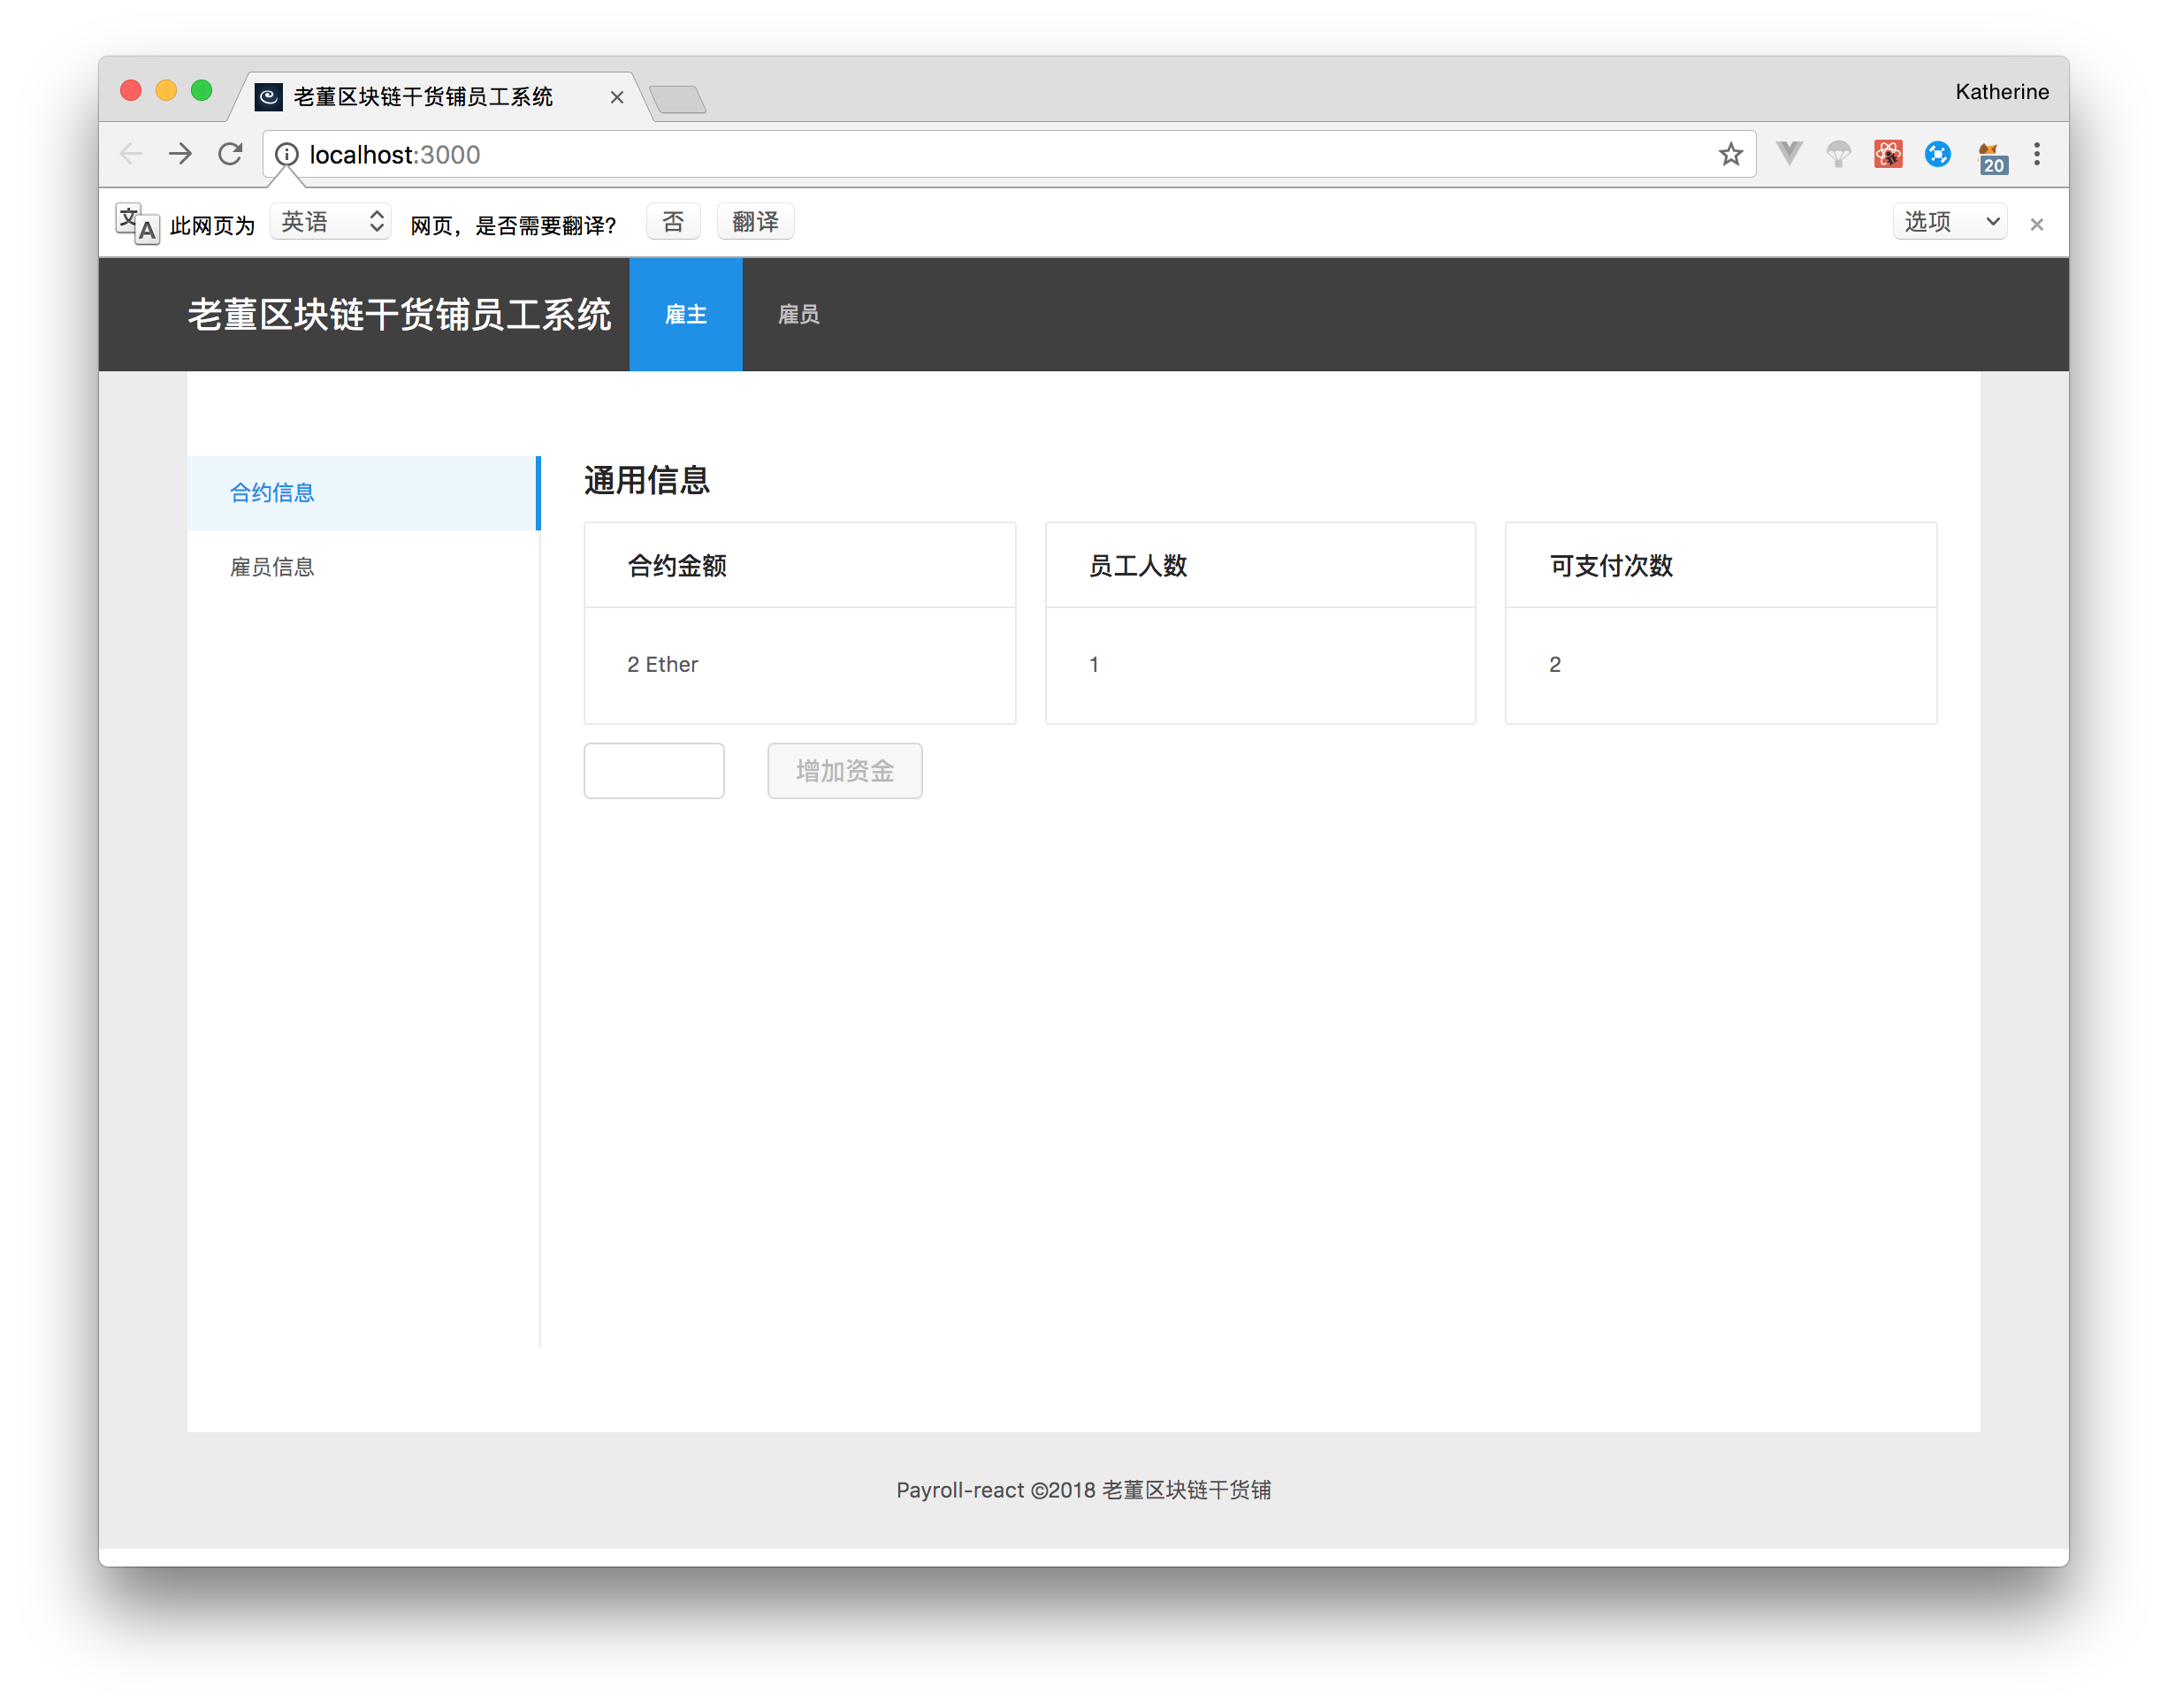 老董区块链干货铺员工系统
Katherine
localhost:3000
20
文A 此网页为 英语 网页，是否需要翻译? 否 翻译 选项
老董区块链干货铺员工系统 雇主 雇员
合约信息
雇员信息
通用信息
合约金额 员工人数 可支付次数
2 Ether 1 2
增加资金
Payroll-react ©2018 老董区块链干货铺